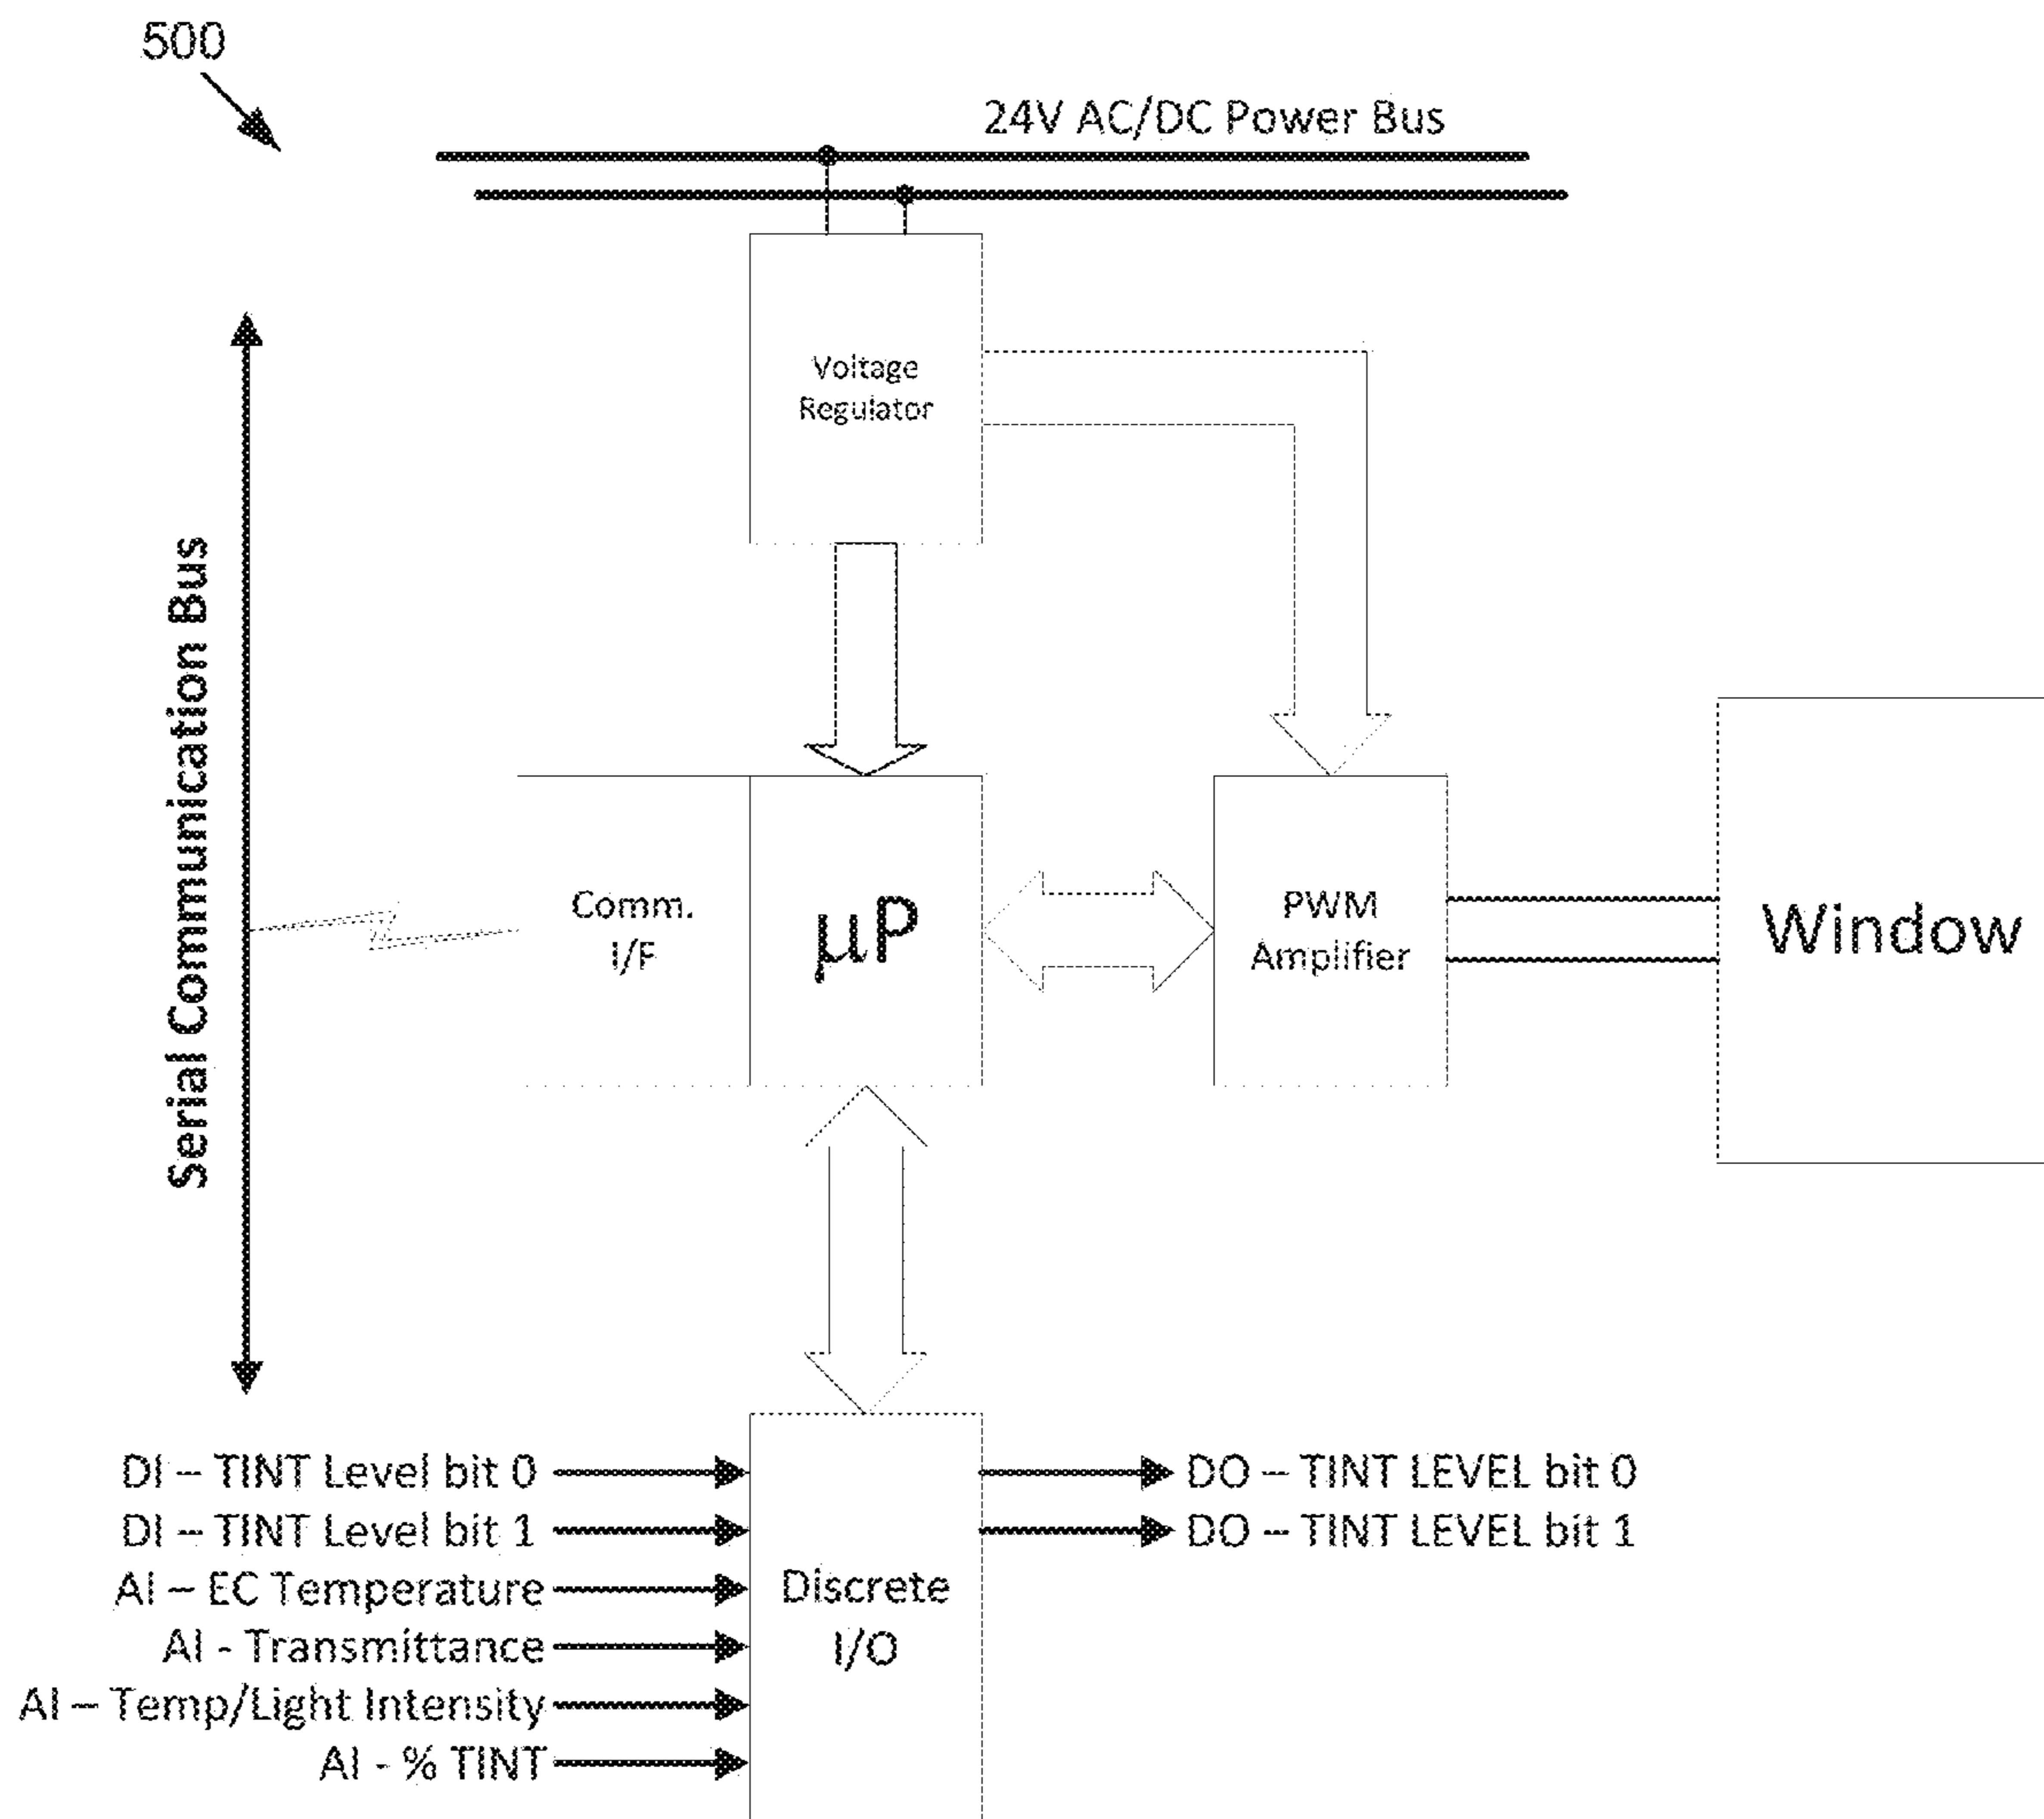 500
24V AC/DC Power Bus
Voltage
Regulator
Serial Communication Bus
Comm.
I/F
µP
PWM
Amplifier
Window
DI – TINT Level bit 0
DI – TINT Level bit 1
AI – EC Temperature
AI - Transmittance
AI – Temp/Light Intensity
AI - % TINT
Discrete
I/O
DO – TINT LEVEL bit 0
DO – TINT LEVEL bit 1